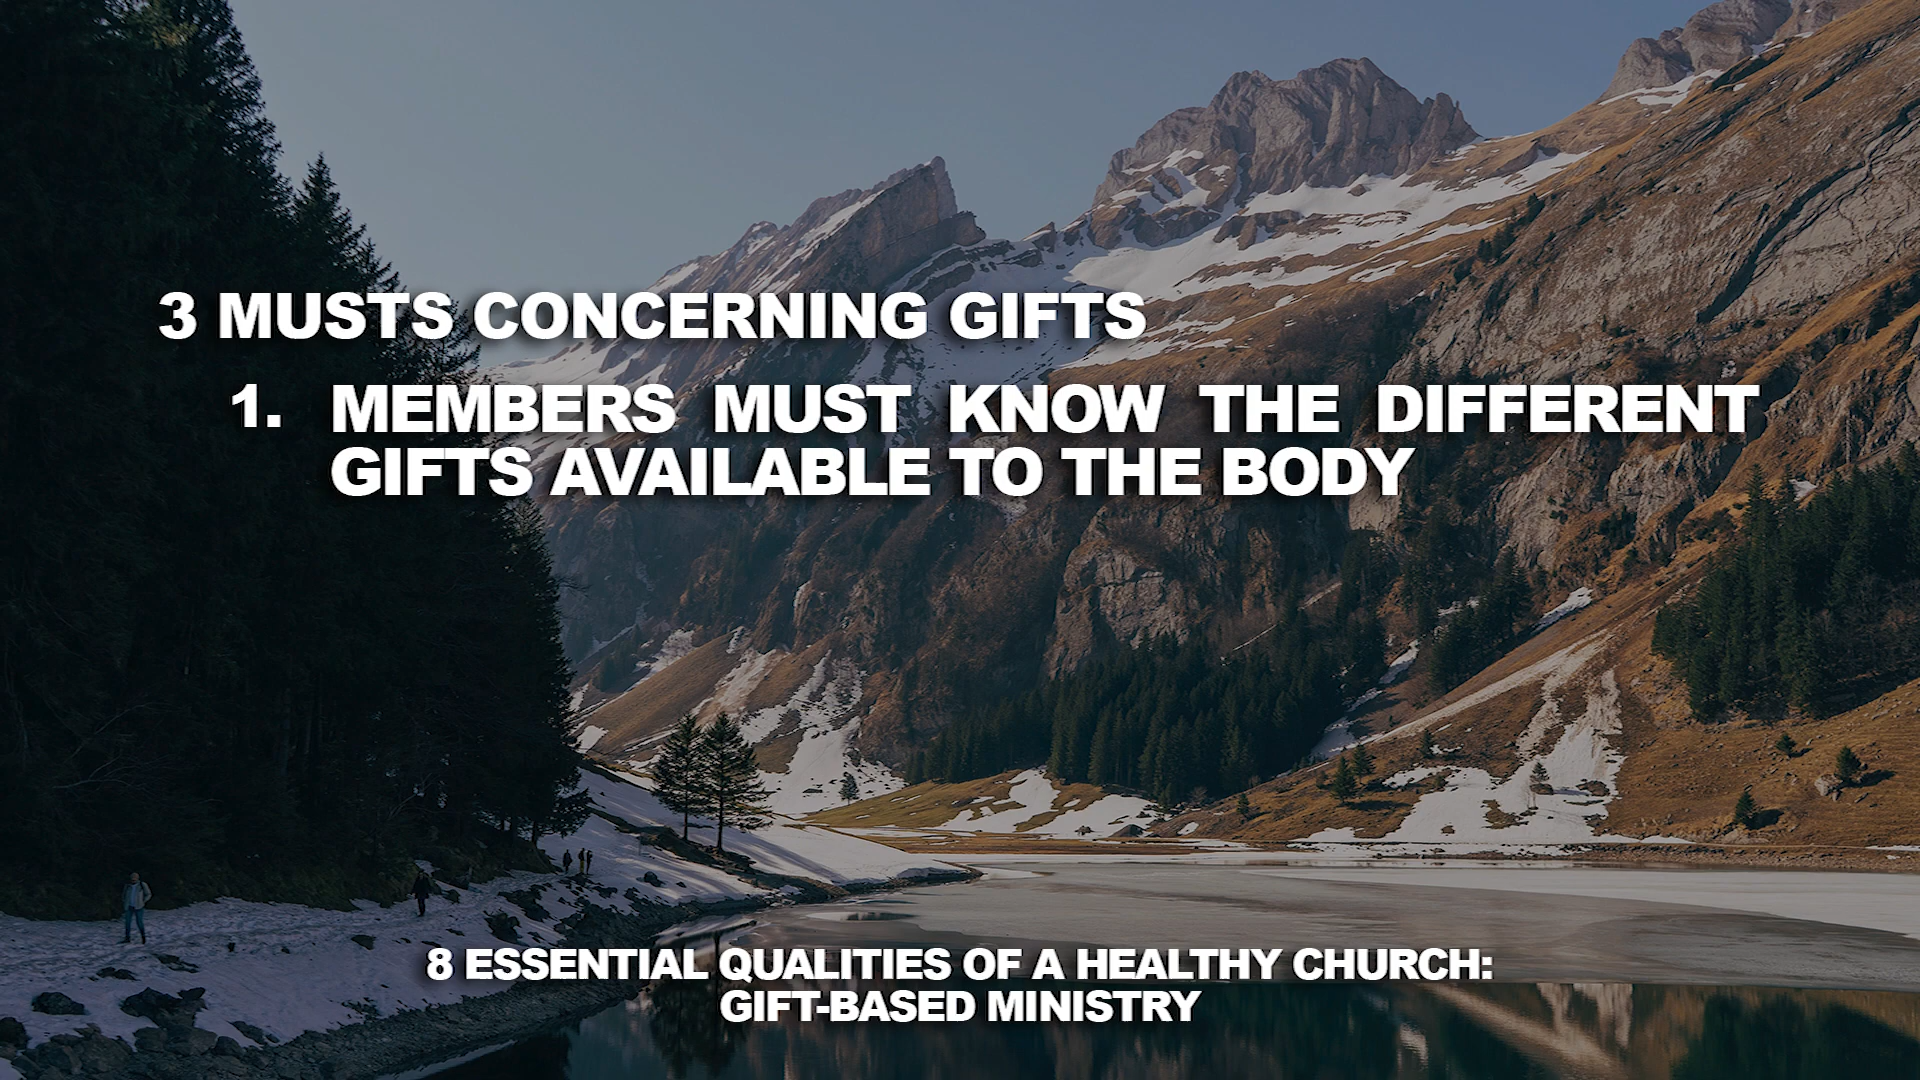 3 MUSTS CONCERNING GIFTS
1. MEMBERS MUST KNOW THE DIFFERENT
GIFTS AVAILABLE TO THE BODY
8 ESSENTIAL QUALITIES OF A HEALTHY CHURCH:
GIFT-BASED MINISTRY